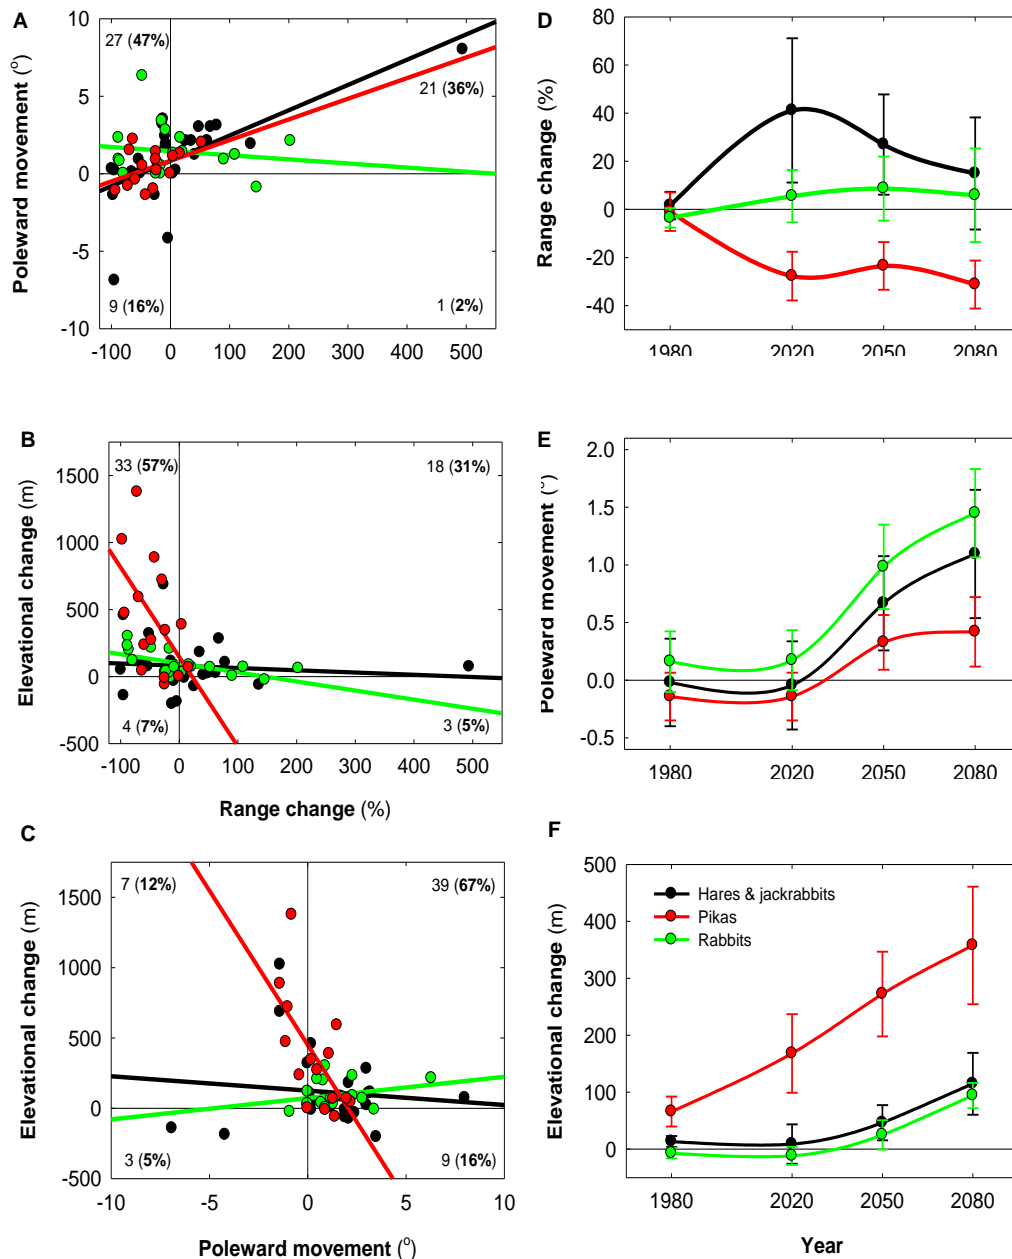 A
27 (47%)
21 (36%)
9 (16%)
1 (2%)
Poleward movement (o)
10
5
0
5
-10
-100 0 100 200 300 400 500
B
33 (57%)
18 (31%)
4 (7%)
3 (5%)
Elevational change (m)
1500
1000
500
0
-500
-100 0 100 200 300 400 500
Range change (%)
C
7 (12%)
39 (67%)
3 (5%)
9 (16%)
Elevational change (m)
1500
1000
500
0
-500
-10 -5 0 5 10
Poleward movement (o)
D
Range change (%)
80
60
40
20
0
-20
-40
1980 2020 2050 2080
E
Poleward movement (o)
2.0
1.5
1.0
0.5
0.0
-0.5
1980 2020 2050 2080
F
Elevational change (m)
500
400
300
200
100
0
Hares & jackrabbits
Pikas
Rabbits
1980 2020 2050 2080
Year